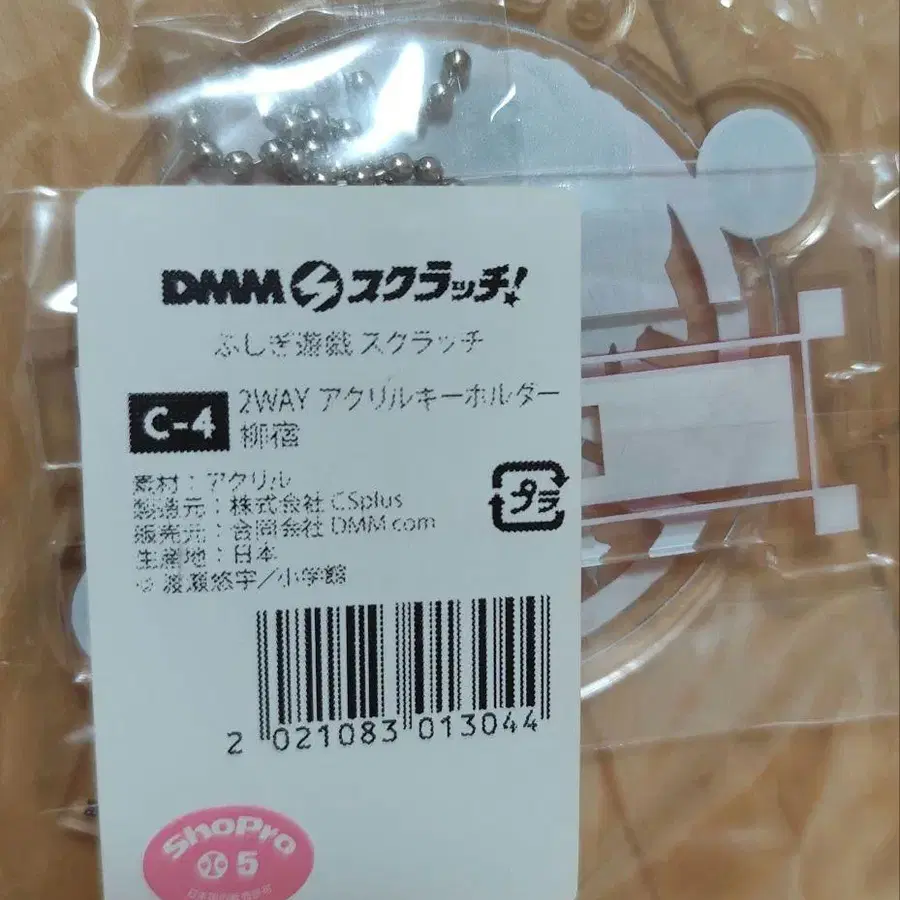 DMMスクラッチ!
ふしぎ遊戯 スクラッチ
C-4
2WAY アクリルキーホルダー
柳宿
素材：アクリル
製造元：株式会社 CSplus
販売元：合同会社 DMM.com
生産地：日本
© 渡瀬悠宇／小学館
プラ
2 021083 013044
ShoPro
5